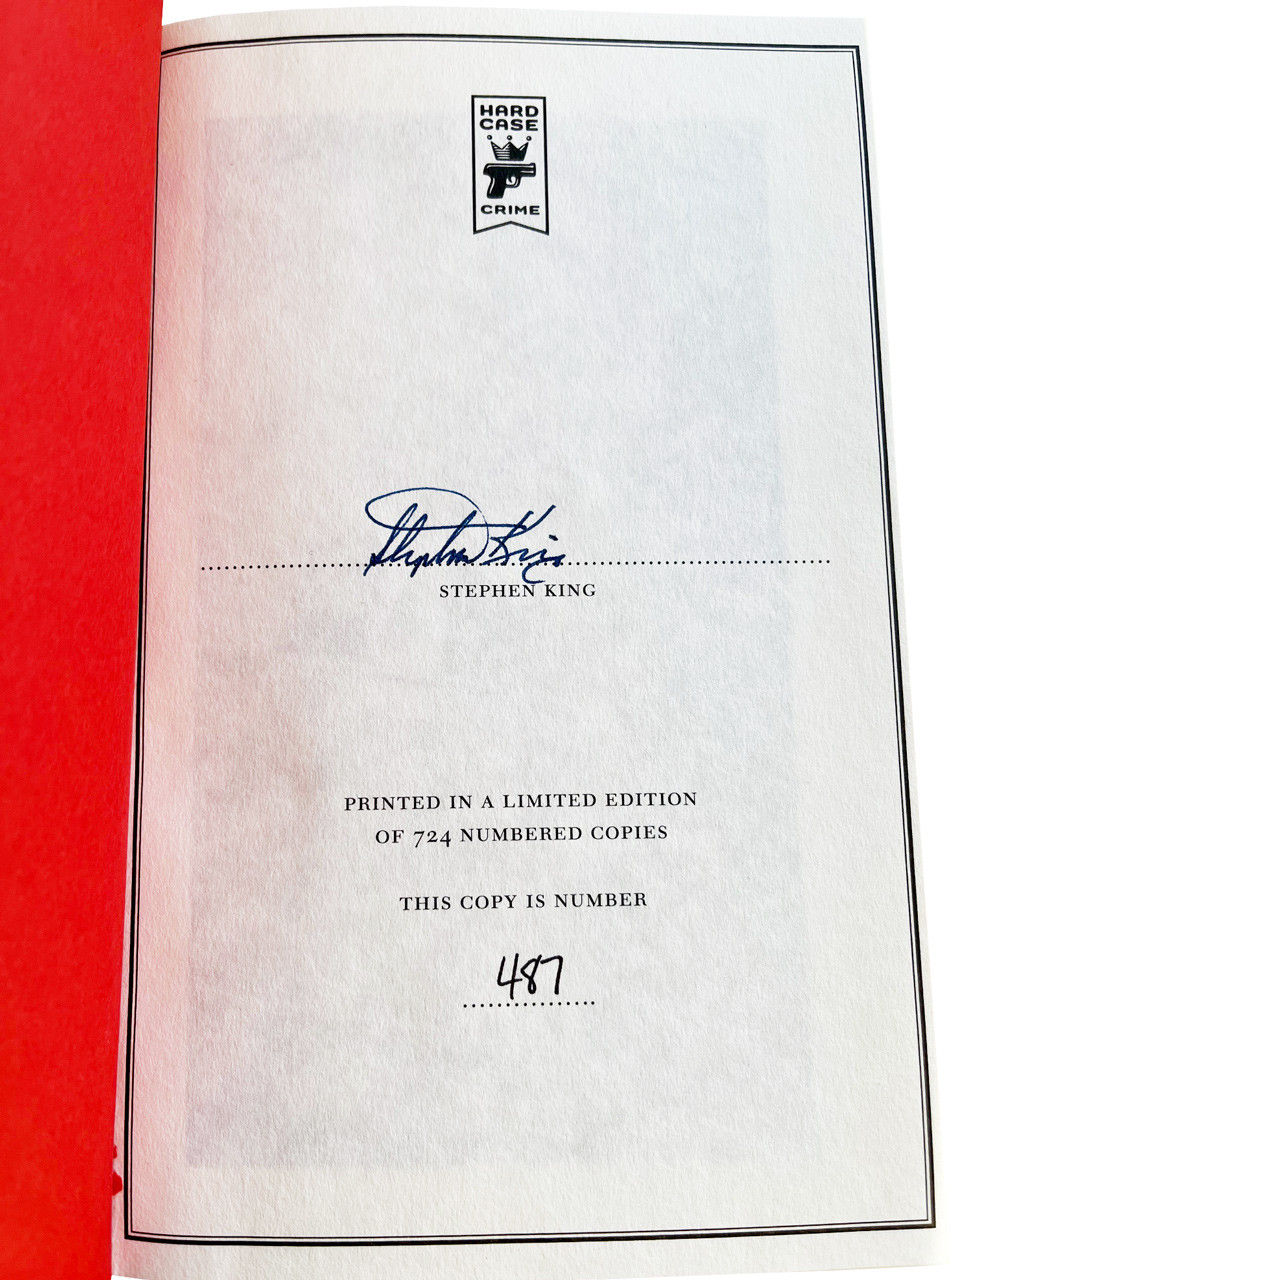 HARD
CASE
CRIME
Stephen King
STEPHEN KING
PRINTED IN A LIMITED EDITION
OF 724 NUMBERED COPIES
THIS COPY IS NUMBER
487